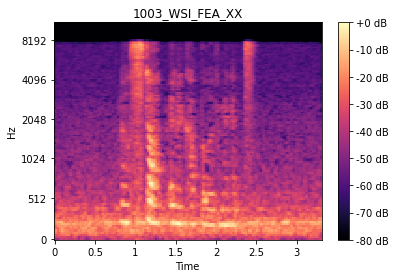 1003_WSI_FEA_XX
+0 dB
8192
-10 dB
4096
-20 dB
-30 dB
2048
Hz
-40 dB
1024
-50 dB
512
-60 dB
-70 dB
0
-80 dB
0 0.5 1 1.5 2 2.5 3
Time